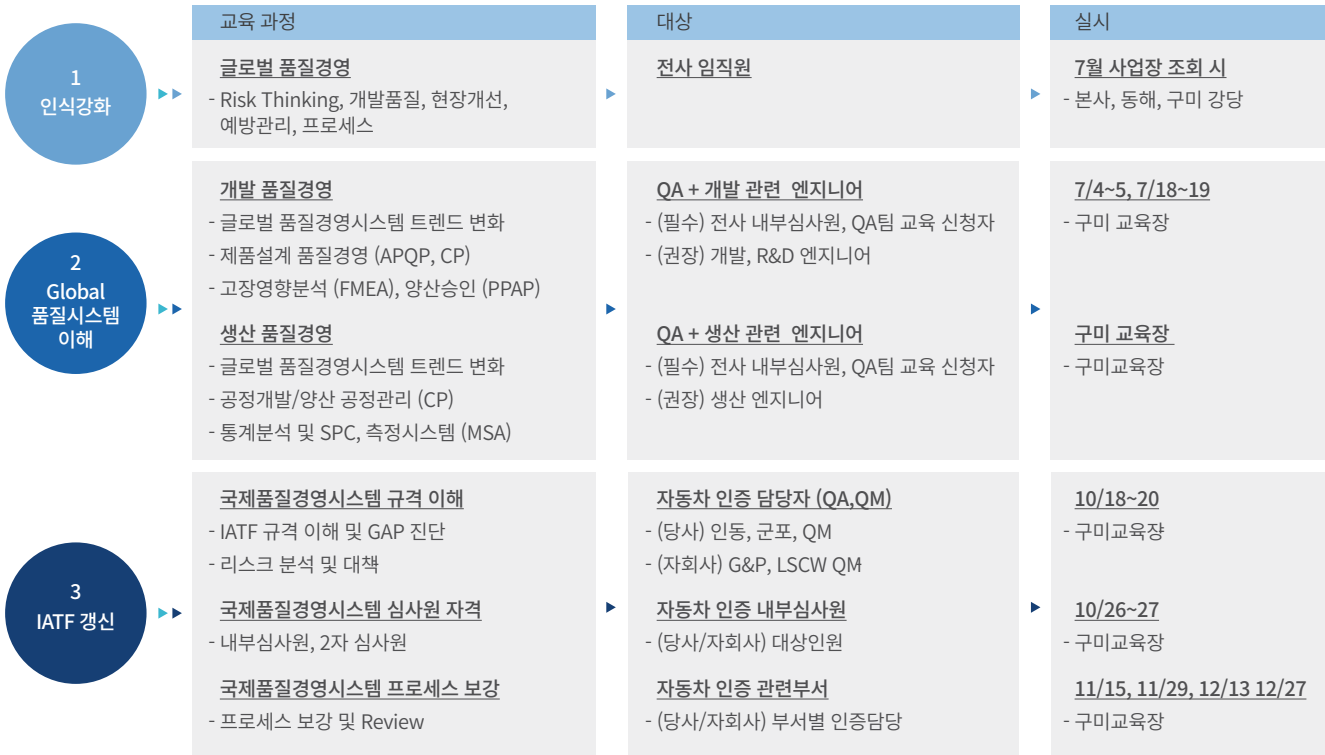 교육 과정
대상
실시
1
인식강화
글로벌 품질경영
- Risk Thinking, 개발품질, 현장개선,
예방관리, 프로세스
전사 임직원
7월 사업장 조회 시
- 본사, 동해, 구미 강당
2
Global
품질시스템
이해
개발 품질경영
- 글로벌 품질경영시스템 트렌드 변화
- 제품설계 품질경영 (APQP, CP)
- 고장영향분석 (FMEA), 양산승인 (PPAP)
QA + 개발 관련 엔지니어
- (필수) 전사 내부심사원, QA팀 교육 신청자
- (권장) 개발, R&D 엔지니어
7/4~5, 7/18~19
- 구미 교육장
생산 품질경영
- 글로벌 품질경영시스템 트렌드 변화
- 공정개발/양산 공정관리 (CP)
- 통계분석 및 SPC, 측정시스템 (MSA)
QA + 생산 관련 엔지니어
- (필수) 전사 내부심사원, QA팀 교육 신청자
- (권장) 생산 엔지니어
구미 교육장
- 구미교육장
3
IATF 갱신
국제품질경영시스템 규격 이해
- IATF 규격 이해 및 GAP 진단
- 리스크 분석 및 대책
자동차 인증 담당자 (QA,QM)
- (당사) 인동, 군포, QM
- (자회사) G&P, LSCW QM
10/18~20
- 구미교육장
국제품질경영시스템 심사원 자격
- 내부심사원, 2자 심사원
자동차 인증 내부심사원
- (당사/자회사) 대상인원
10/26~27
- 구미교육장
국제품질경영시스템 프로세스 보강
- 프로세스 보강 및 Review
자동차 인증 관련부서
- (당사/자회사) 부서별 인증담당
11/15, 11/29, 12/13 12/27
- 구미교육장